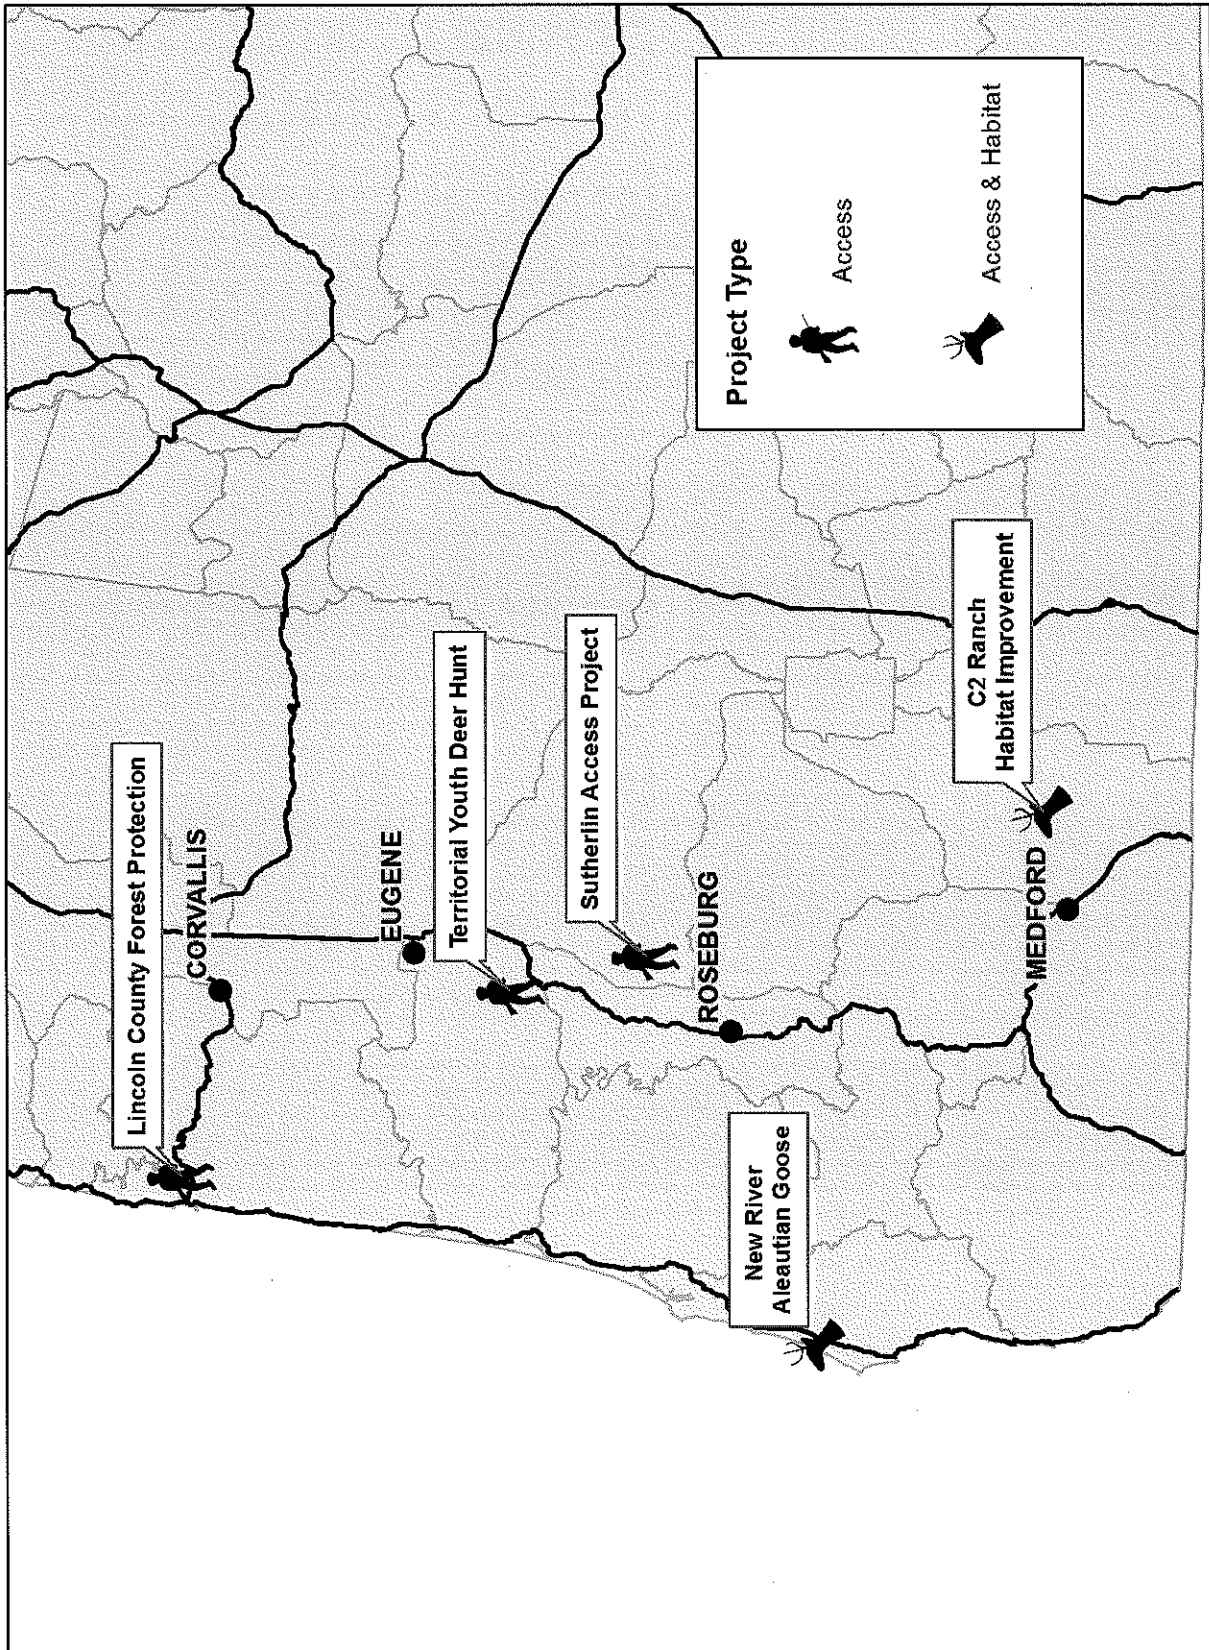 Lincoln County Forest Protection
CORVALLIS
EUGENE
Territorial Youth Deer Hunt
Sutherlin Access Project
ROSEBURG
New River
Aleautian Goose
C2 Ranch
Habitat Improvement
MEDFORD
Project Type
Access
Access & Habitat